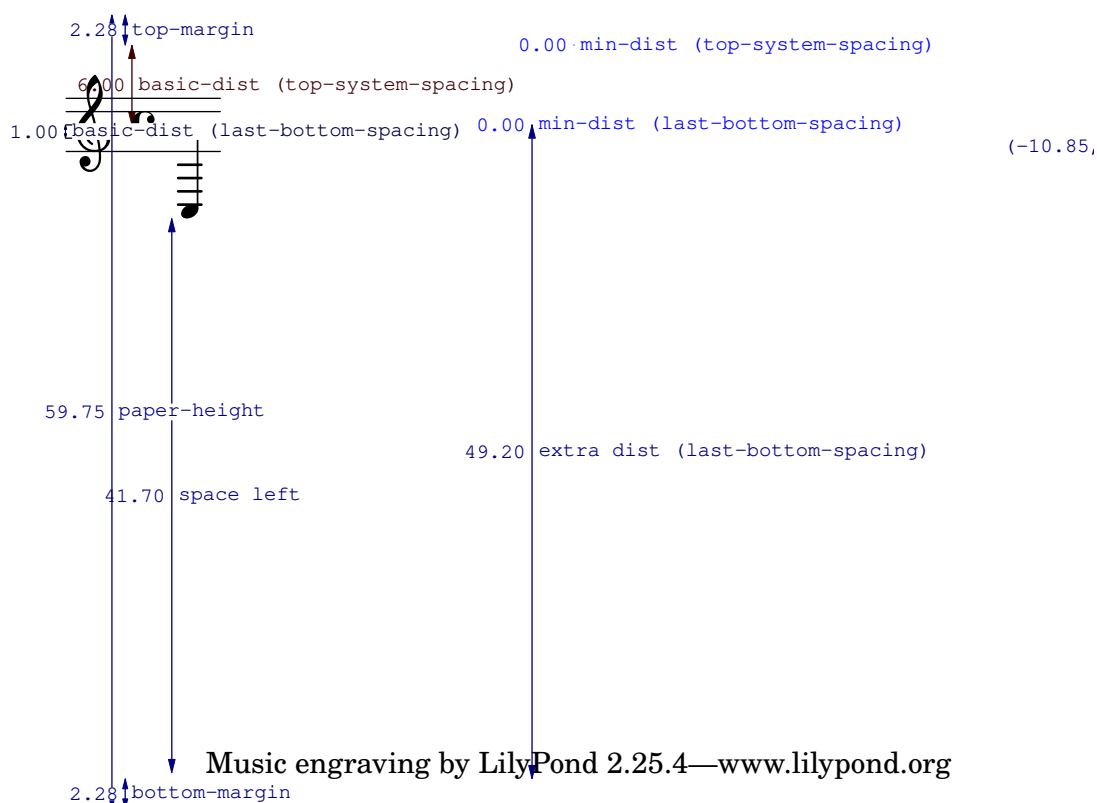 2.28 top-margin
0.00 min-dist (top-system-spacing)
6.00 basic-dist (top-system-spacing)
1.00 basic-dist (last-bottom-spacing)
0.00 min-dist (last-bottom-spacing)
(-10.85,
59.75 paper-height
49.20 extra dist (last-bottom-spacing)
41.70 space left
Music engraving by LilyPond 2.25.4—www.lilypond.org
2.28 bottom-margin